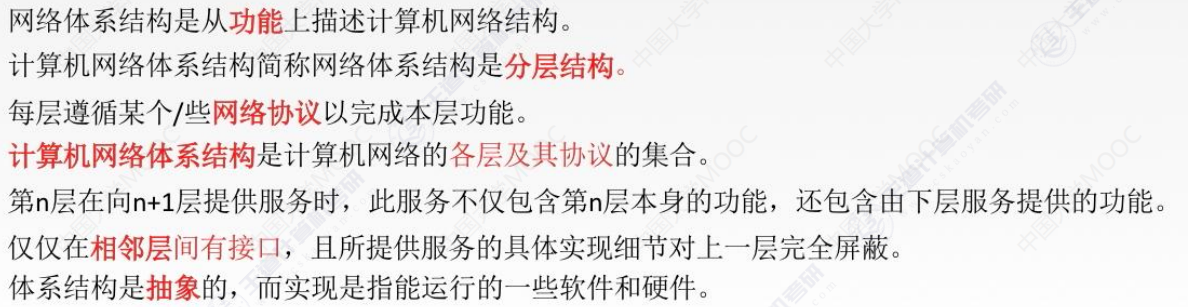 网络体系结构是从功能上描述计算机网络结构。
计算机网络体系结构简称网络体系结构是分层结构。
每层遵循某个/些网络协议以完成本层功能。
计算机网络体系结构是计算机网络的各层及其协议的集合。
第n层在向n+1层提供服务时，此服务不仅包含第n层本身的功能，还包含由下层服务提供的功能。
仅仅在相邻层间有接口，且所提供服务的具体实现细节对上一层完全屏蔽。
体系结构是抽象的，而实现是指能运行的一些软件和硬件。